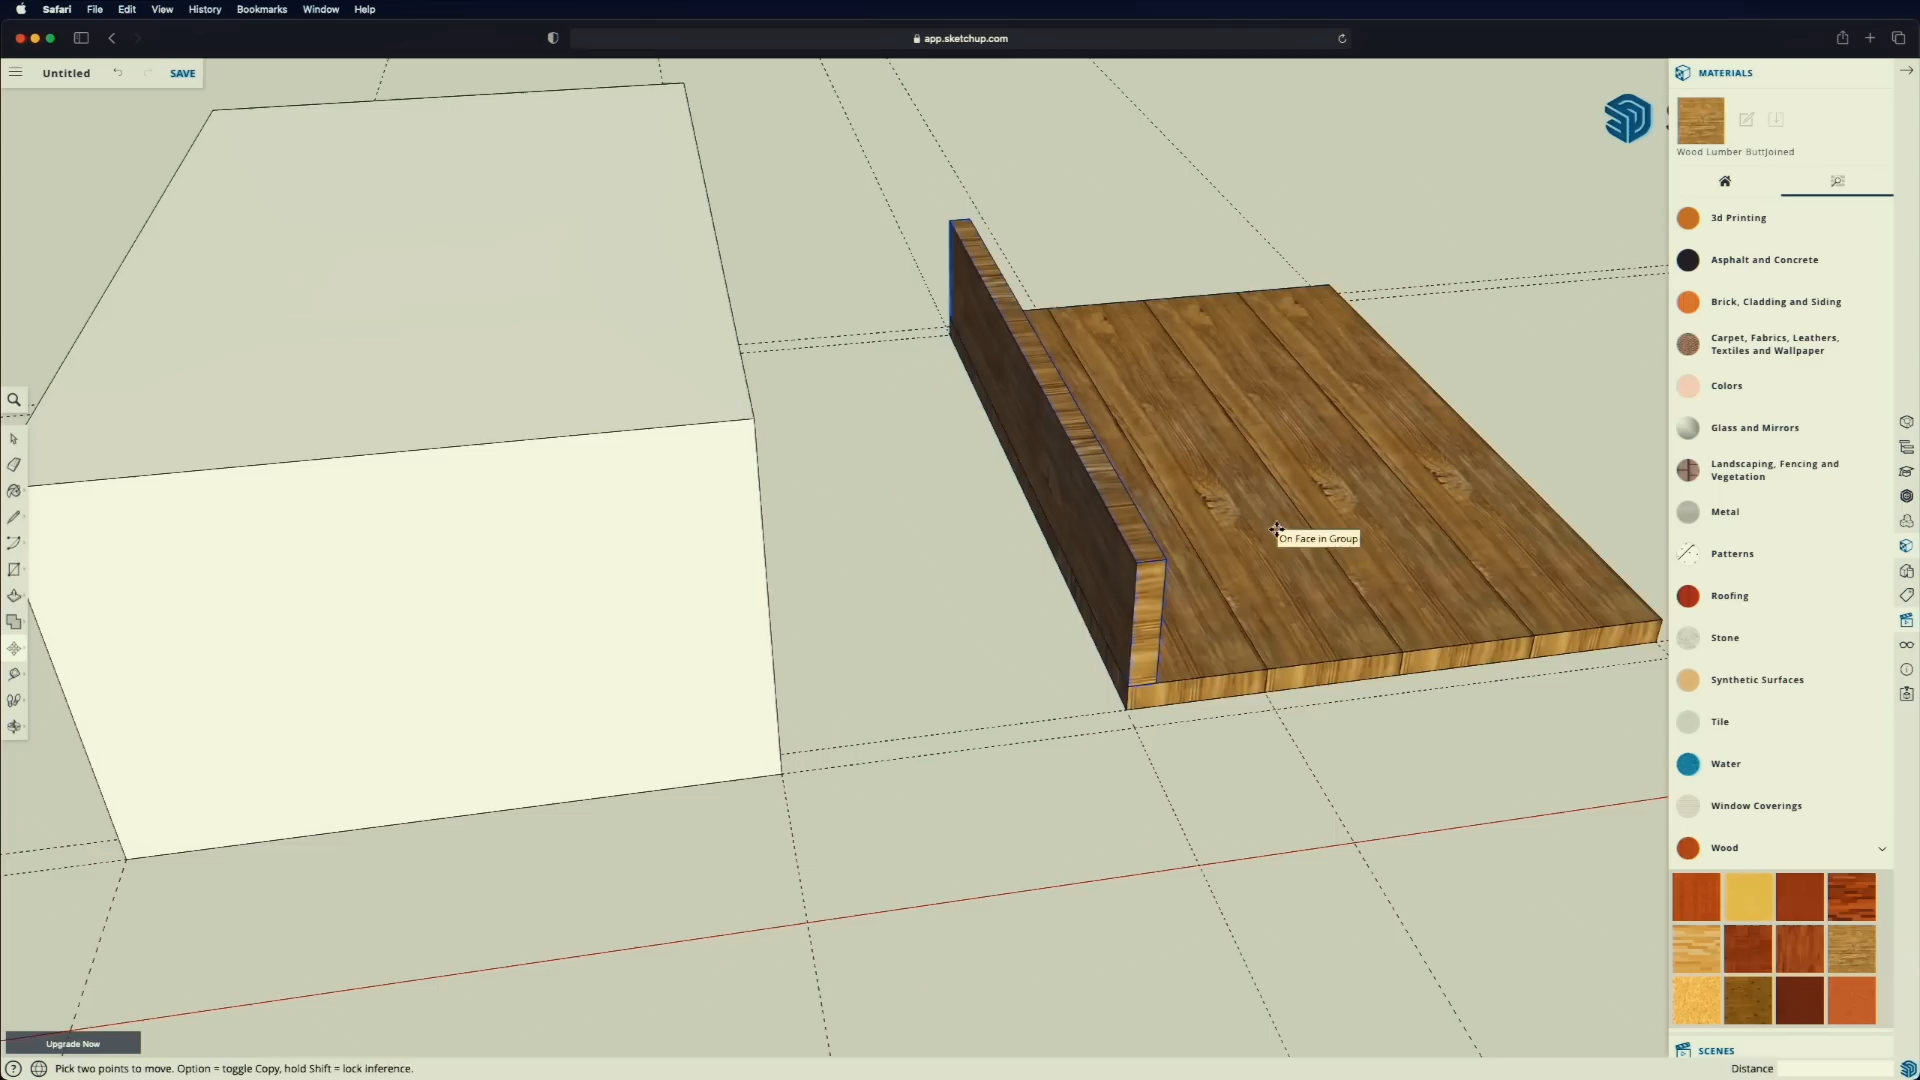 Safari File Edit View History Bookmarks Window Help
app.sketchup.com
Untitled SAVE
MATERIALS
Wood Lumber ButtJoined
3d Printing
Asphalt and Concrete
Brick, Cladding and Siding
Carpet, Fabrics, Leathers,
Textiles and Wallpaper
Colors
Glass and Mirrors
Landscaping, Fencing and
Vegetation
Metal
On Face in Group
Patterns
Roofing
Stone
Synthetic Surfaces
Tile
Water
Window Coverings
Wood
Upgrade Now
SCENES
Pick two points to move. Option = toggle Copy, hold Shift = lock inference.
Distance